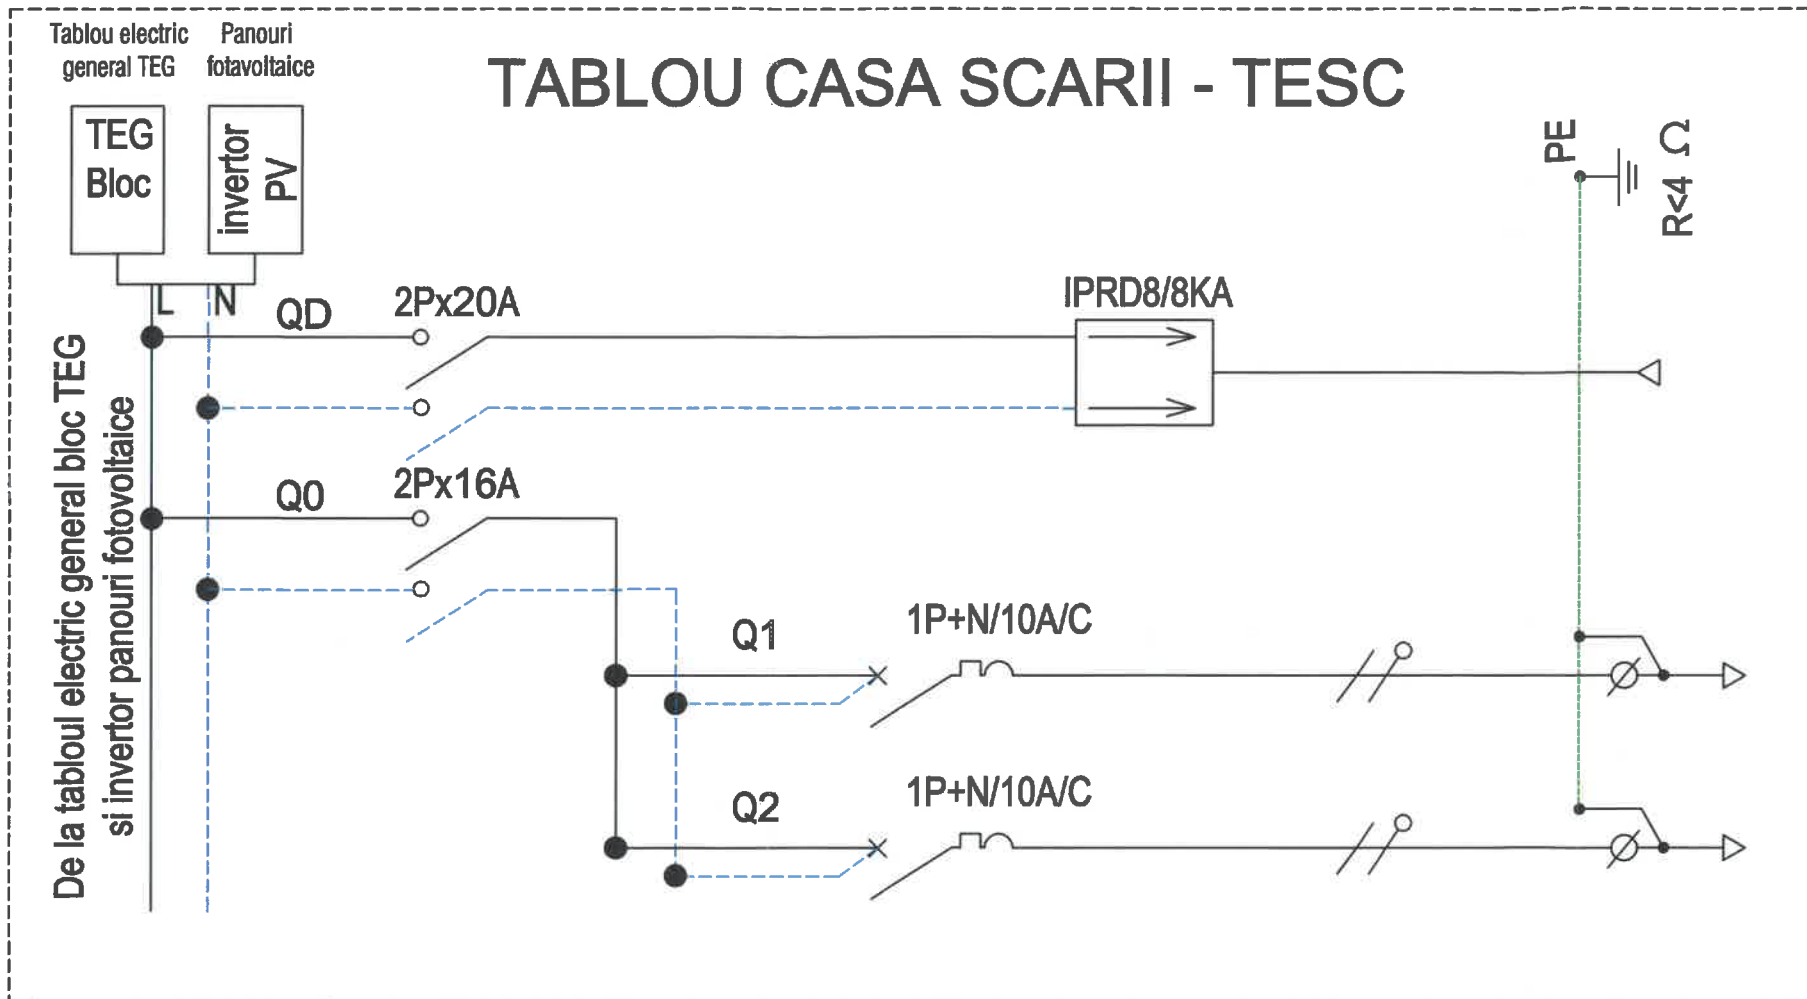 Tablou electric
general TEG
Panouri
fotavoltaice
TABLOU CASA SCARII - TESC
TEG
Bloc
invertor
PV
PE
R<4 Ω
L
N
QD
2Px20A
IPRD8/8KA
De la tabloul electric general bloc TEG
si invertor panouri fotovoltaice
Q0
2Px16A
Q1
1P+N/10A/C
Q2
1P+N/10A/C